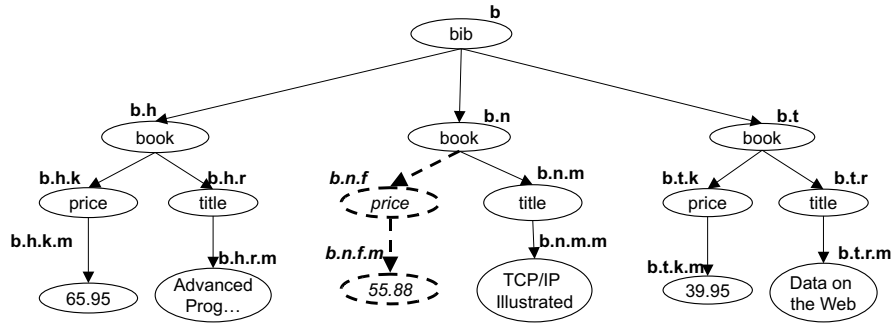 b
bib
b.h
b.n
b.t
book
book
book
b.h.k
b.h.r
b.n.f
b.n.m
b.t.k
b.t.r
price
title
price
title
price
title
b.h.k.m
b.h.r.m
b.n.f.m
b.n.m.m
b.t.k.m
b.t.r.m
65.95
Advanced
Prog...
55.88
TCP/IP
Illustrated
39.95
Data on
the Web